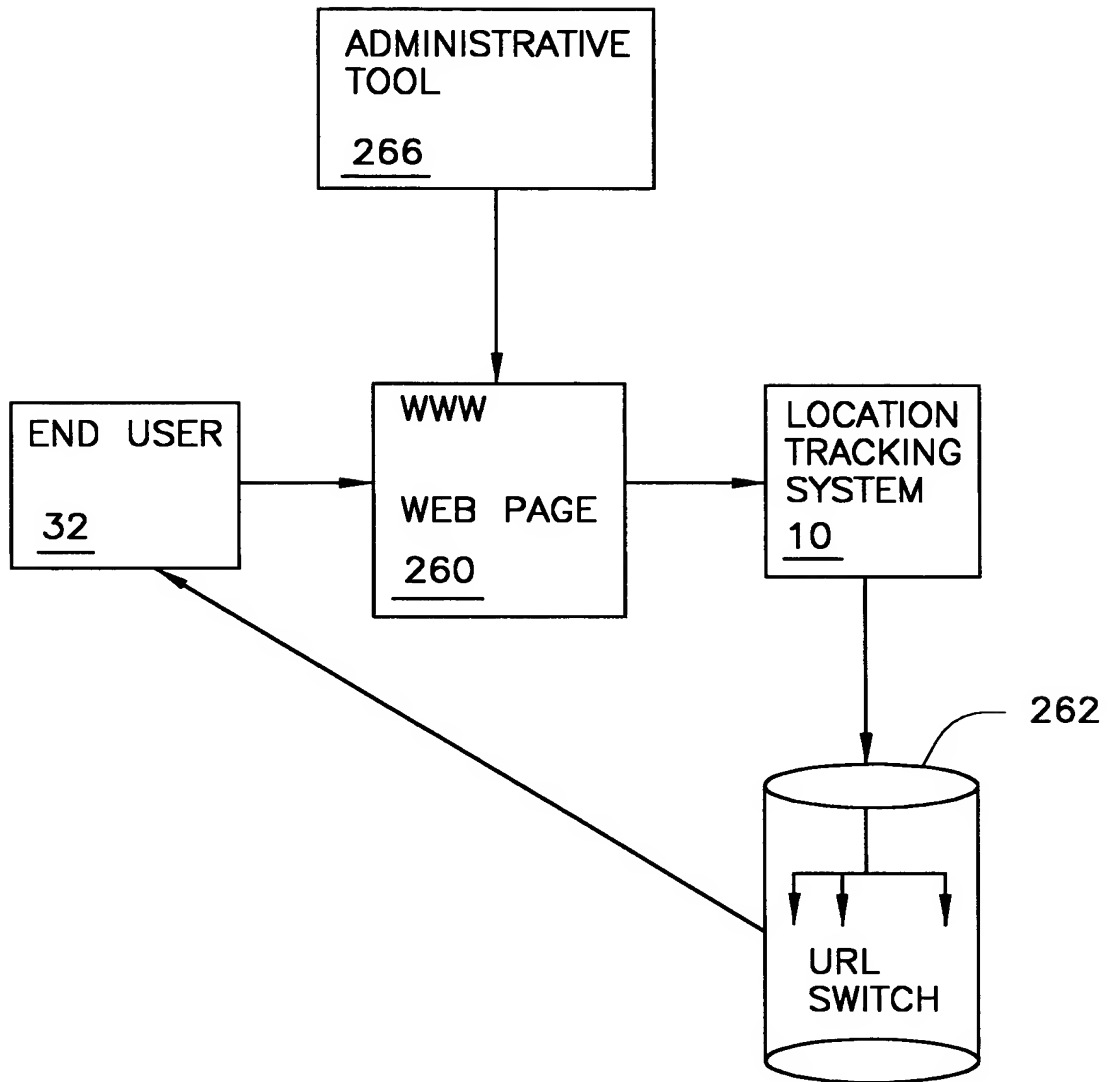 ADMINISTRATIVE
TOOL
266
END USER
32
WWW
WEB PAGE
260
LOCATION
TRACKING
SYSTEM
10
262
URL
SWITCH